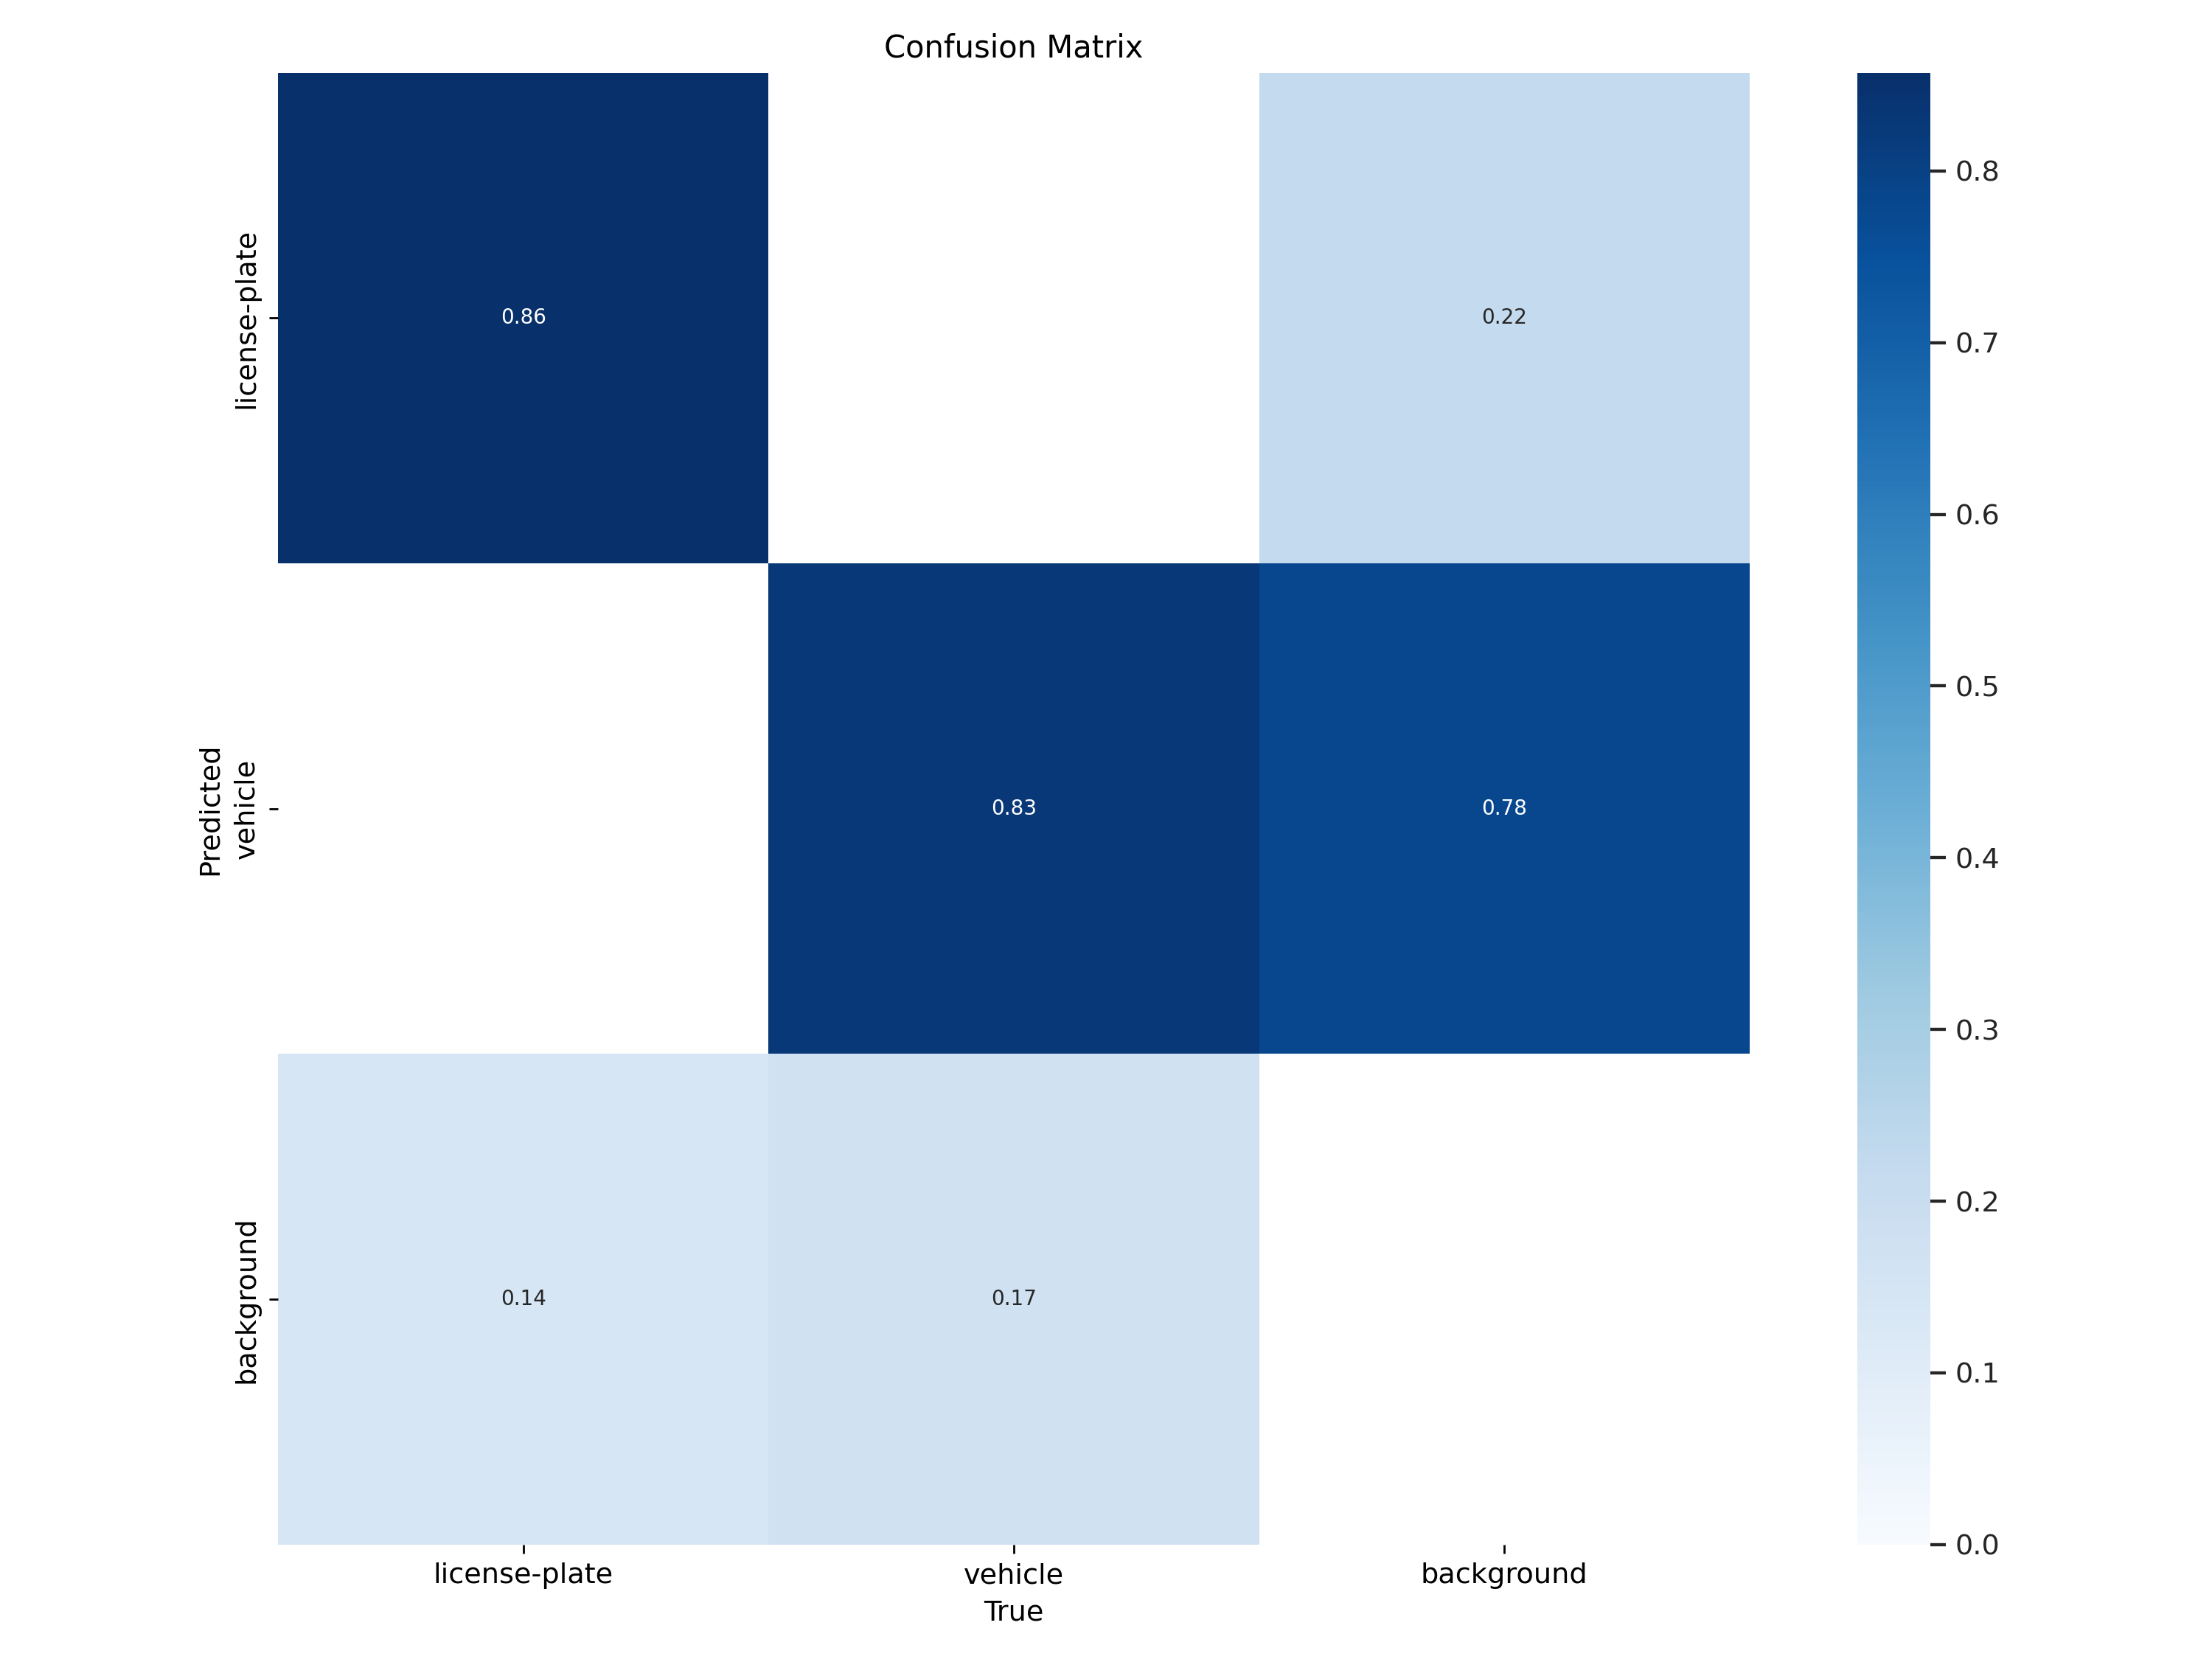 Confusion Matrix
license-plate
0.86
0.22
Predicted
vehicle
0.83
0.78
background
0.14
0.17
license-plate
vehicle
background
True
0.8
0.7
0.6
0.5
0.4
0.3
0.2
0.1
0.0